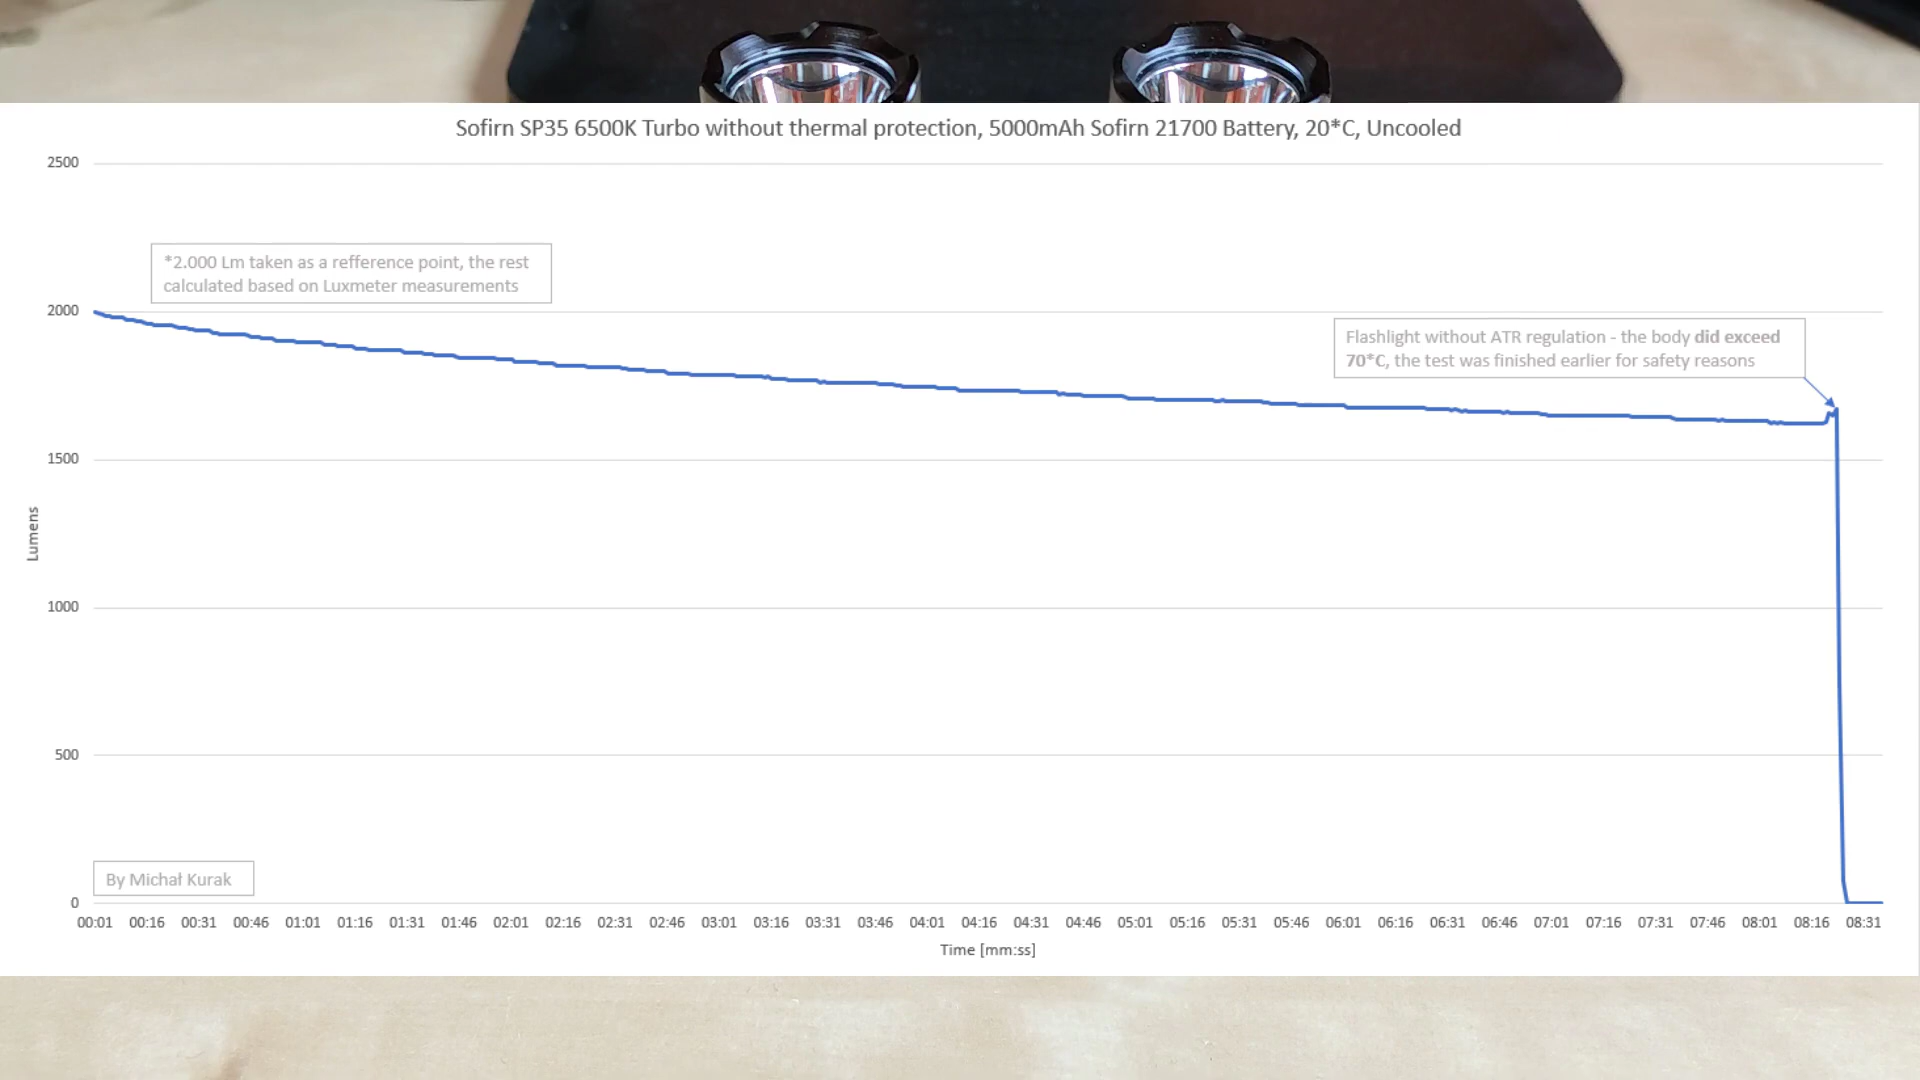 Sofirn SP35 6500K Turbo without thermal protection, 5000mAh Sofirn 21700 Battery, 20*C, Uncooled
2500
*2.000 Lm taken as a refference point, the rest
calculated based on Luxmeter measurements
2000
Flashlight without ATR regulation - the body did exceed
70*C, the test was finished earlier for safety reasons
1500
Lumens
1000
500
By Michał Kurak
0
00:01 00:16 00:31 00:46 01:01 01:16 01:31 01:46 02:01 02:16 02:31 02:46 03:01 03:16 03:31 03:46 04:01 04:16 04:31 04:46 05:01 05:16 05:31 05:46 06:01 06:16 06:31 06:46 07:01 07:16 07:31 07:46 08:01 08:16 08:31
Time [mm:ss]